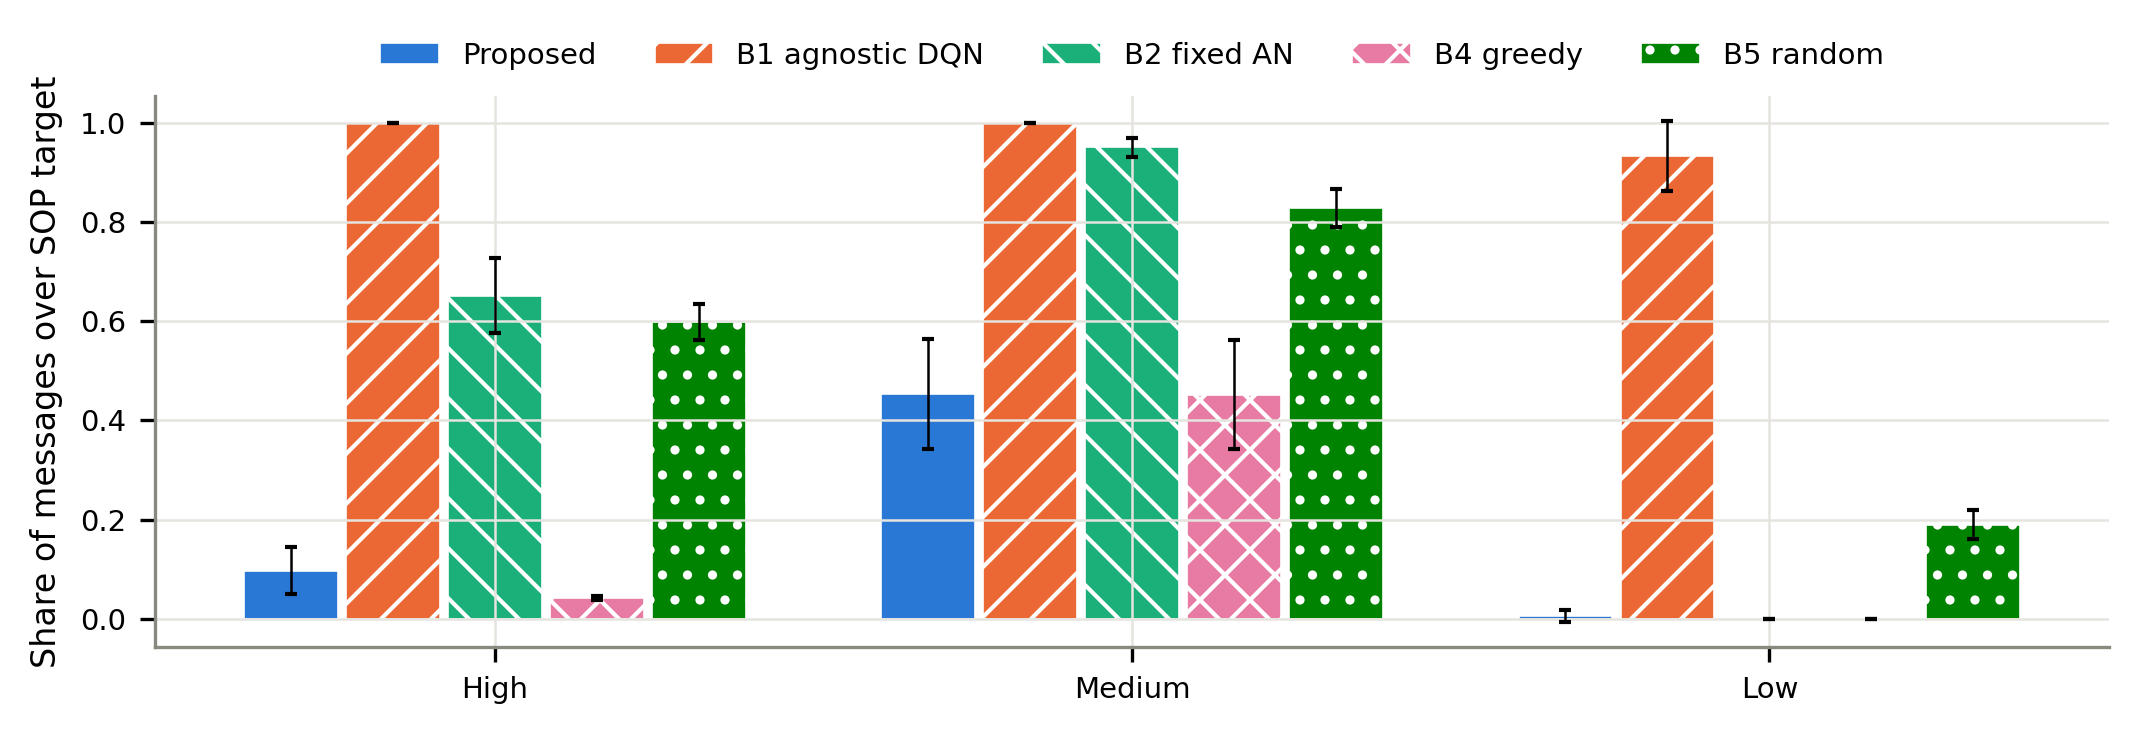 Proposed B1 agnostic DQN B2 fixed AN B4 greedy B5 random
Share of messages over SOP target
1.0
0.8
0.6
0.4
0.2
0.0
High Medium Low